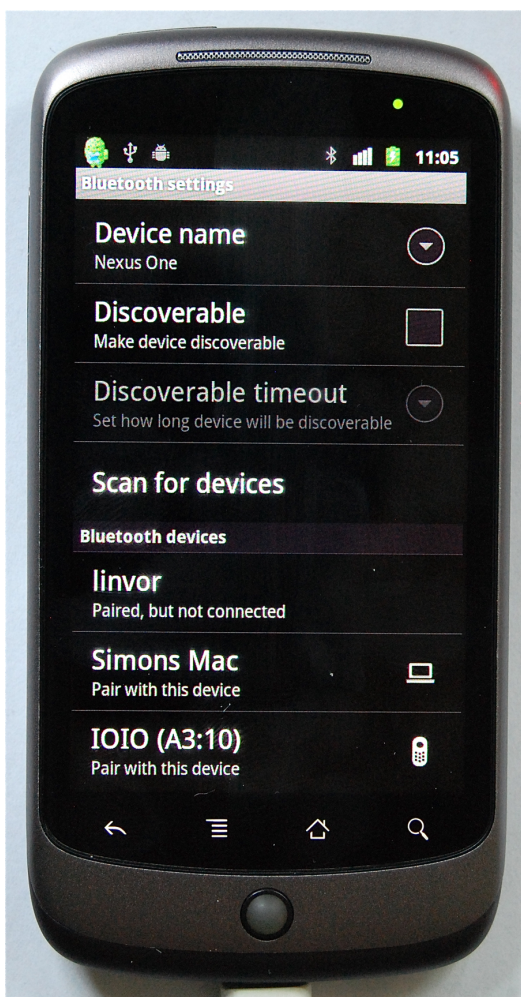 11:05
Bluetooth settings
Device name
Nexus One
Discoverable
Make device discoverable
Discoverable timeout
Set how long device will be discoverable
Scan for devices
Bluetooth devices
linvor
Paired, but not connected
Simons Mac
Pair with this device
IOIO (A3:10)
Pair with this device